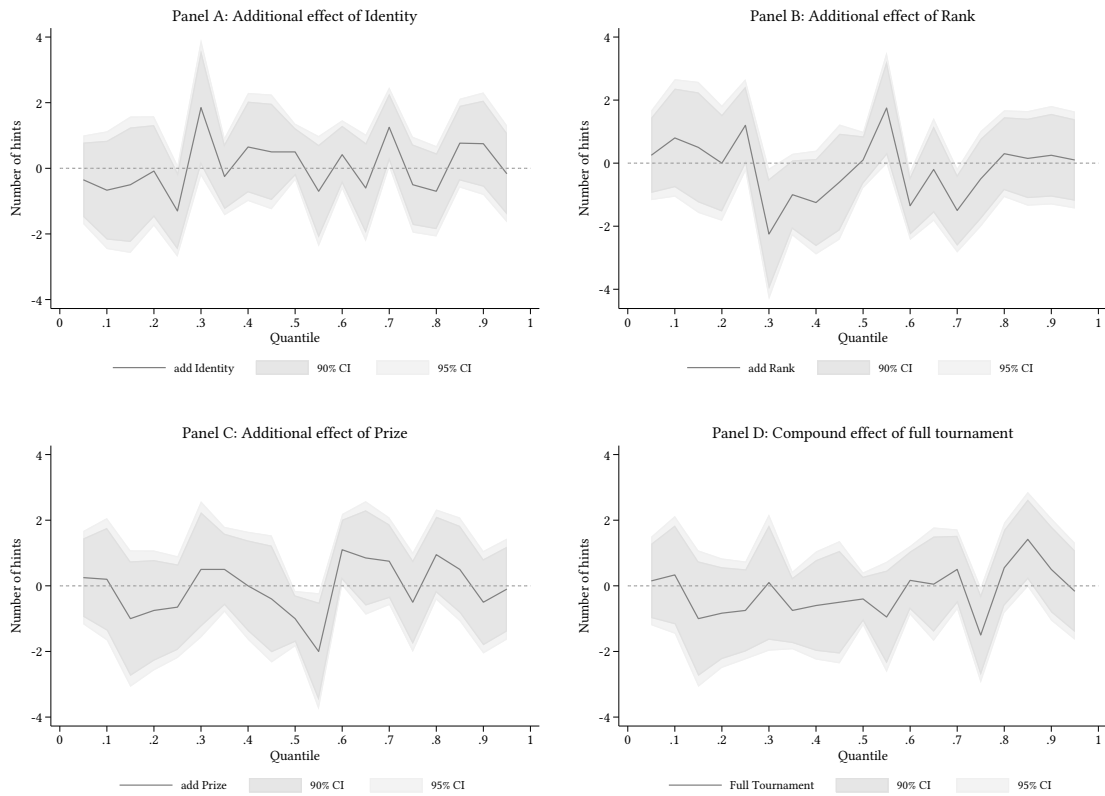 Panel A: Additional effect of Identity
Number of hints
4
2
0
-2
-4
0 .1 .2 .3 .4 .5 .6 .7 .8 .9 1
Quantile
add Identity 90% CI 95% CI
Panel B: Additional effect of Rank
Number of hints
4
2
0
-2
-4
0 .1 .2 .3 .4 .5 .6 .7 .8 .9 1
Quantile
add Rank 90% CI 95% CI
Panel C: Additional effect of Prize
Number of hints
4
2
0
-2
-4
0 .1 .2 .3 .4 .5 .6 .7 .8 .9 1
Quantile
add Prize 90% CI 95% CI
Panel D: Compound effect of full tournament
Number of hints
4
2
0
-2
-4
0 .1 .2 .3 .4 .5 .6 .7 .8 .9 1
Quantile
Full Tournament 90% CI 95% CI